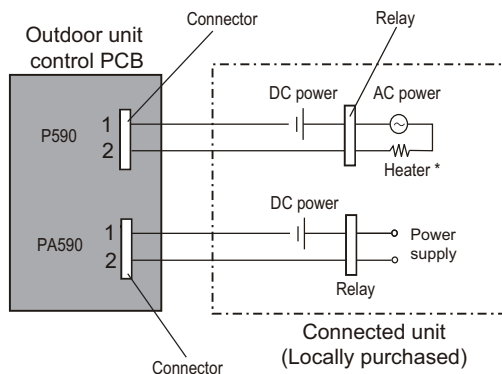 Connector
Relay
Outdoor unit
control PCB
DC power
AC power
P590
1
2
Heater *
DC power
PA590
1
2
Power
supply
Relay
Connector
Connected unit
(Locally purchased)